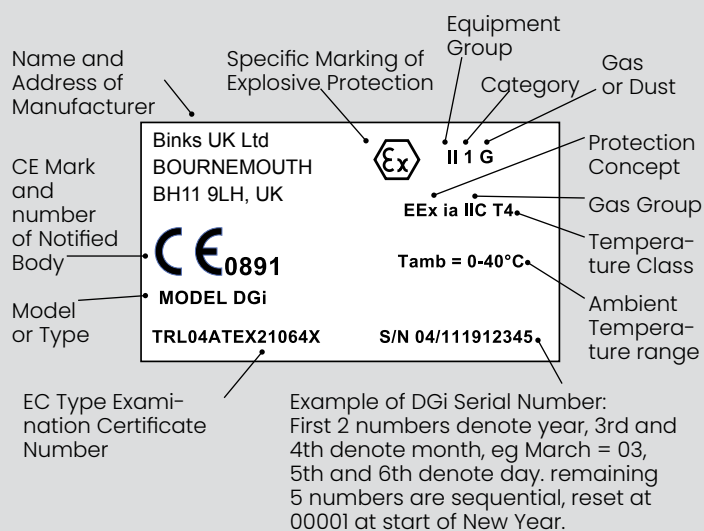 Name and
Address of
Manufacturer
Specific Marking of
Explosive Protection
Equipment
Group
Category
Gas
or Dust
Binks UK Ltd
BOURNEMOUTH
BH11 9LH, UK
Ex
II 1 G
Protection
Concept
CE Mark
and
number
of Notified
Body
EEx ia IIC T4
Gas Group
CE0891
Tamb = 0-40°C
Tempera-
ture Class
Model
or Type
MODEL DGi
Ambient
Tempera-
ture range
TRL04ATEX21064X
S/N 04/111912345
EC Type Exami-
nation Certificate
Number
Example of DGi Serial Number:
First 2 numbers denote year, 3rd and
4th denote month, eg March = 03,
5th and 6th denote day. remaining
5 numbers are sequential, reset at
00001 at start of New Year.